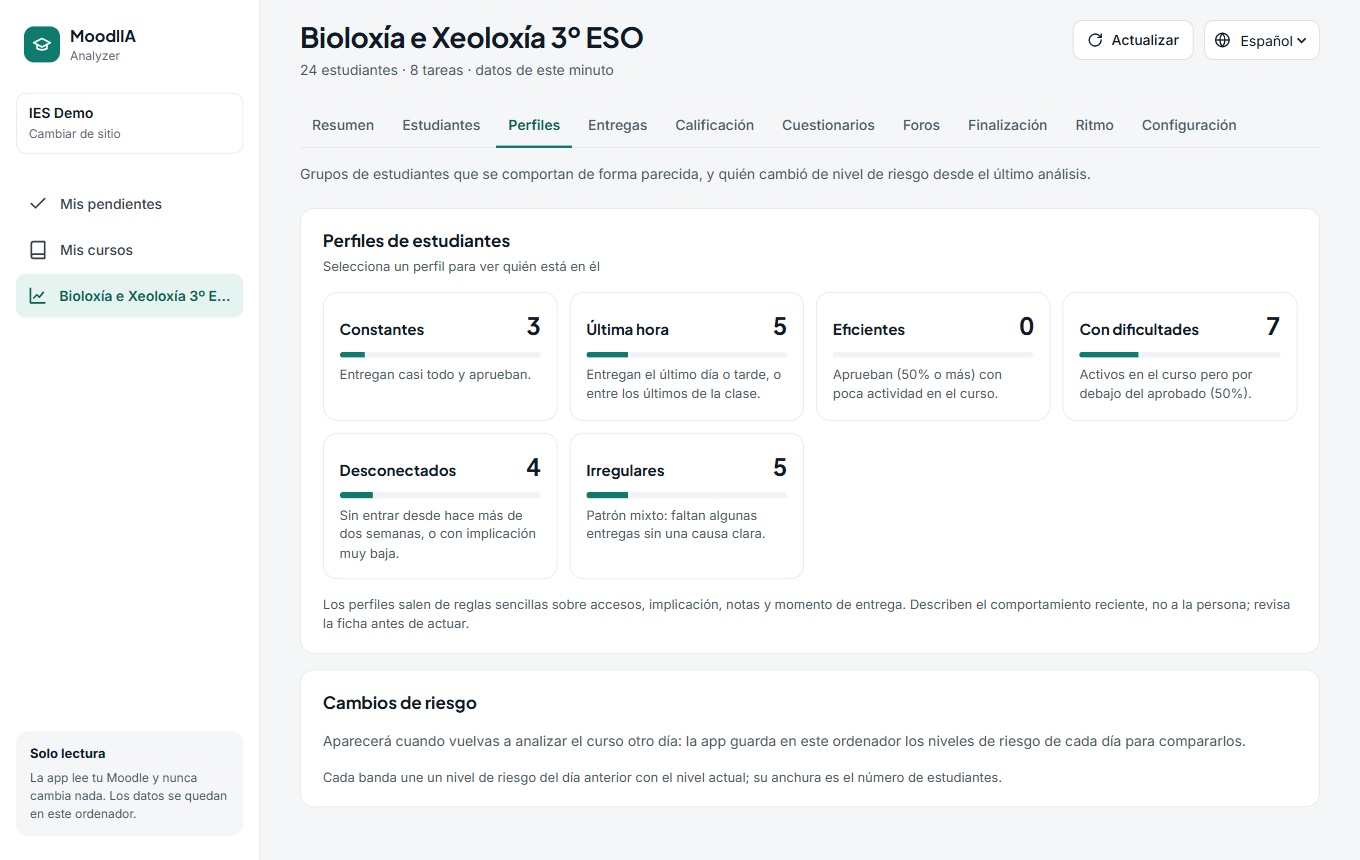 MoodlIA
Analyzer
IES Demo
Cambiar de sitio
Mis pendientes
Mis cursos
Bioloxía e Xeoloxía 3º E...
Solo lectura
La app lee tu Moodle y nunca
cambia nada. Los datos se quedan
en este ordenador.
Bioloxía e Xeoloxía 3º ESO
24 estudiantes · 8 tareas · datos de este minuto
Actualizar
Español
Resumen Estudiantes Perfiles Entregas Calificación Cuestionarios Foros Finalización Ritmo Configuración
Grupos de estudiantes que se comportan de forma parecida, y quién cambió de nivel de riesgo desde el último análisis.
Perfiles de estudiantes
Selecciona un perfil para ver quién está en él
Constantes 3
Entregan casi todo y aprueban.
Última hora 5
Entregan el último día o tarde, o
entre los últimos de la clase.
Eficientes 0
Aprueban (50% o más) con
poca actividad en el curso.
Con dificultades 7
Activos en el curso pero por
debajo del aprobado (50%).
Desconectados 4
Sin entrar desde hace más de
dos semanas, o con implicación
muy baja.
Irregulares 5
Patrón mixto: faltan algunas
entregas sin una causa clara.
Los perfiles salen de reglas sencillas sobre accesos, implicación, notas y momento de entrega. Describen el comportamiento reciente, no a la persona; revisa
la ficha antes de actuar.
Cambios de riesgo
Aparecerá cuando vuelvas a analizar el curso otro día: la app guarda en este ordenador los niveles de riesgo de cada día para compararlos.
Cada banda une un nivel de riesgo del día anterior con el nivel actual; su anchura es el número de estudiantes.